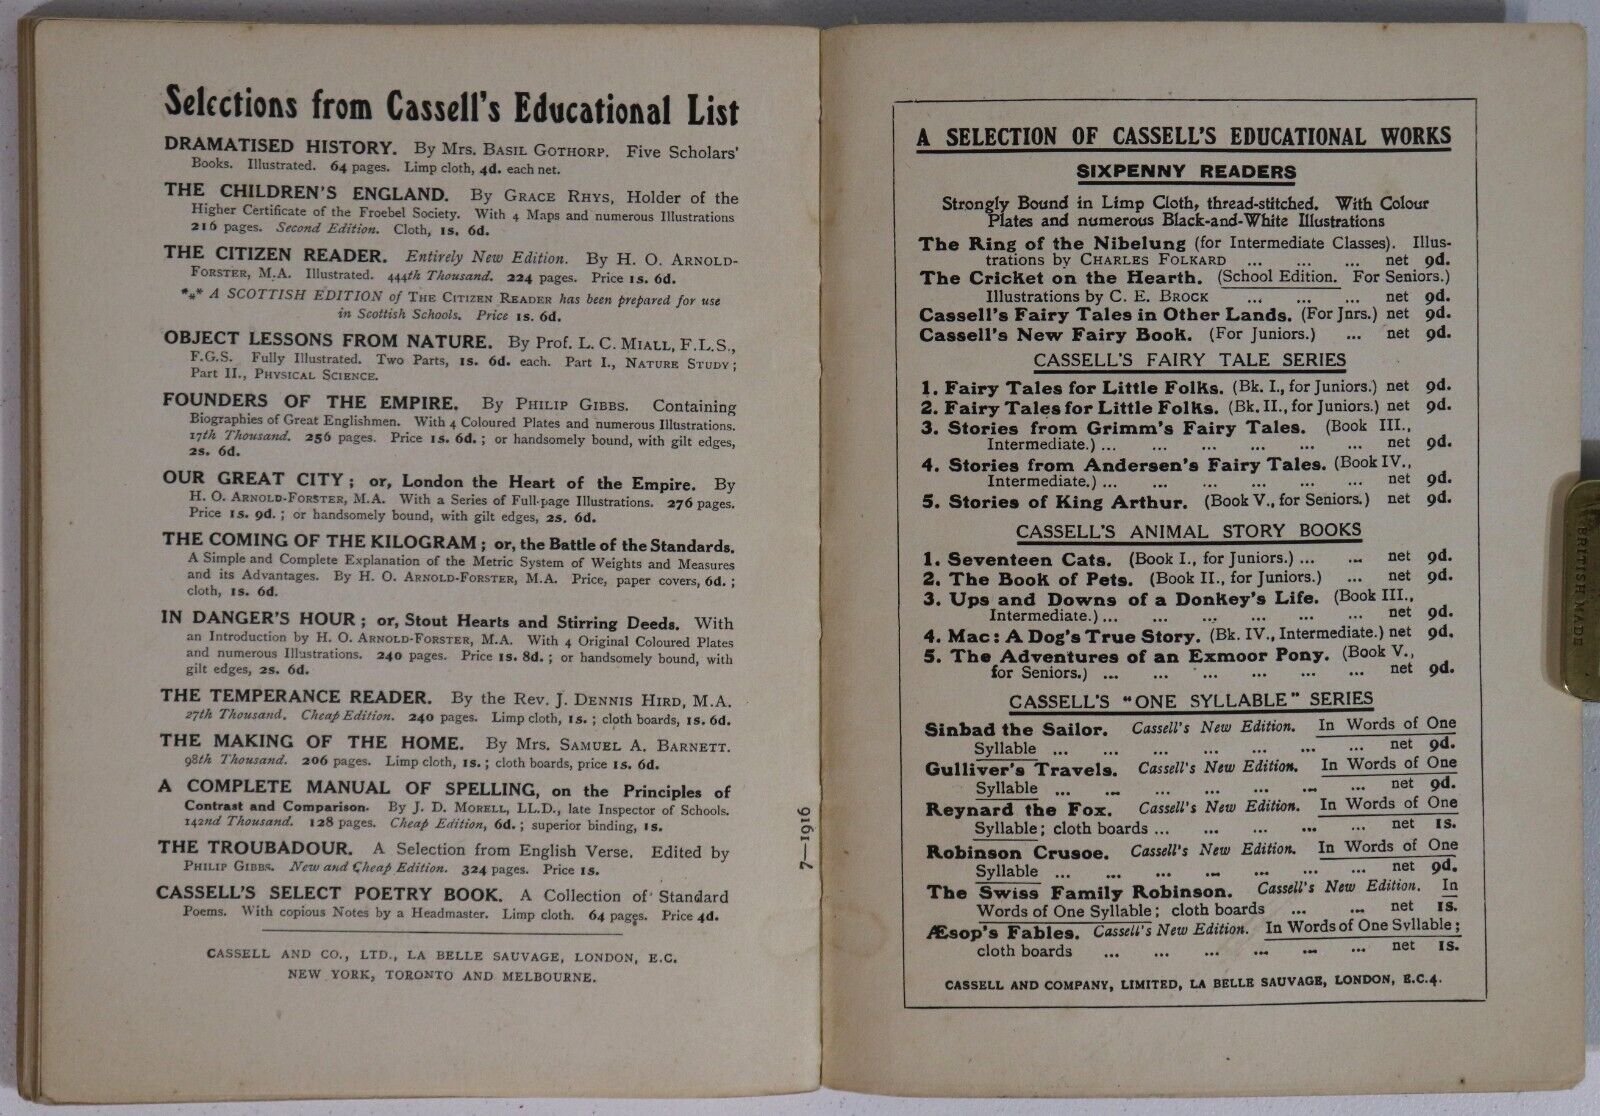 Selections from Cassell's Educational List
DRAMATISED HISTORY. By Mrs. BASIL GOTHORP. Five Scholars'
Books. Illustrated. 64 pages. Limp cloth, 4d. each net.
THE CHILDREN'S ENGLAND. By GRACE RHYS, Holder of the
Higher Certificate of the Froebel Society. With 4 Maps and numerous Illustrations
216 pages. Second Edition. Cloth, 1s. 6d.
THE CITIZEN READER. Entirely New Edition. By H. O. ARNOLD-
FORSTER, M.A. Illustrated. 444th Thousand. 224 pages. Price 1s. 6d.
*** A SCOTTISH EDITION of THE CITIZEN READER has been prepared for use
in Scottish Schools. Price 1s. 6d.
OBJECT LESSONS FROM NATURE. By Prof. L. C. MIALL, F.L.S.,
F.G.S. Fully Illustrated. Two Parts, 1s. 6d. each. Part I., NATURE STUDY;
Part II., PHYSICAL SCIENCE.
FOUNDERS OF THE EMPIRE. By PHILIP GIBBS. Containing
Biographies of Great Englishmen. With 4 Coloured Plates and numerous Illustrations.
17th Thousand. 256 pages. Price 1s. 6d.; or handsomely bound, with gilt edges,
2s. 6d.
OUR GREAT CITY; or, London the Heart of the Empire. By
H. O. ARNOLD-FORSTER, M.A. With a Series of Full-page Illustrations. 276 pages.
Price 1s. 9d.; or handsomely bound, with gilt edges, 2s. 6d.
THE COMING OF THE KILOGRAM; or, the Battle of the Standards.
A Simple and Complete Explanation of the Metric System of Weights and Measures
and its Advantages. By H. O. ARNOLD-FORSTER, M.A. Price, paper covers, 6d.;
cloth, 1s. 6d.
IN DANGER'S HOUR; or, Stout Hearts and Stirring Deeds. With
an Introduction by H. O. ARNOLD-FORSTER, M.A. With 4 Original Coloured Plates
and numerous Illustrations. 240 pages. Price 1s. 8d.; or handsomely bound, with
gilt edges, 2s. 6d.
THE TEMPERANCE READER. By the Rev. J. DENNIS HIRD, M.A.
27th Thousand. Cheap Edition. 240 pages. Limp cloth, 1s.; cloth boards, 1s. 6d.
THE MAKING OF THE HOME. By Mrs. SAMUEL A. BARNETT.
98th Thousand. 206 pages. Limp cloth, 1s.; cloth boards, price 1s. 6d.
A COMPLETE MANUAL OF SPELLING, on the Principles of
Contrast and Comparison. By J. D. MORELL, LL.D., late Inspector of Schools.
142nd Thousand. 128 pages. Cheap Edition, 6d.; superior binding, 1s.
THE TROUBADOUR. A Selection from English Verse. Edited by
PHILIP GIBBS. New and Cheap Edition. 324 pages. Price 1s.
CASSELL'S SELECT POETRY BOOK. A Collection of Standard
Poems. With copious Notes by a Headmaster. Limp cloth. 64 pages. Price 4d.
CASSELL AND CO., LTD., LA BELLE SAUVAGE, LONDON, E.C.
NEW YORK, TORONTO AND MELBOURNE.
7—1916
A SELECTION OF CASSELL'S EDUCATIONAL WORKS
SIXPENNY READERS
Strongly Bound in Limp Cloth, thread-stitched. With Colour
Plates and numerous Black-and-White Illustrations
The Ring of the Nibelung (for Intermediate Classes). Illus-
trations by CHARLES FOLKARD ... ... ... net 9d.
The Cricket on the Hearth. (School Edition. For Seniors.)
Illustrations by C. E. BROCK ... ... ... net 9d.
Cassell's Fairy Tales in Other Lands. (For Jnrs.) net 9d.
Cassell's New Fairy Book. (For Juniors.) ... net 9d.
CASSELL'S FAIRY TALE SERIES
1. Fairy Tales for Little Folks. (Bk. I., for Juniors.) net 9d.
2. Fairy Tales for Little Folks. (Bk. II., for Juniors.) net 9d.
3. Stories from Grimm's Fairy Tales. (Book III.,
Intermediate.) ... ... ... ... ... ... net 9d.
4. Stories from Andersen's Fairy Tales. (Book IV.,
Intermediate.) ... ... ... ... ... ... net 9d.
5. Stories of King Arthur. (Book V., for Seniors.) net 9d.
CASSELL'S ANIMAL STORY BOOKS
1. Seventeen Cats. (Book I., for Juniors.) ... ... net 9d.
2. The Book of Pets. (Book II., for Juniors.) ... net 9d.
3. Ups and Downs of a Donkey's Life. (Book III.,
Intermediate.) ... ... ... ... ... ... net 9d.
4. Mac: A Dog's True Story. (Bk. IV., Intermediate.) net 9d.
5. The Adventures of an Exmoor Pony. (Book V.,
for Seniors.) ... ... ... ... ... ... net 9d.
CASSELL'S "ONE SYLLABLE" SERIES
Sinbad the Sailor. Cassell's New Edition. In Words of One
Syllable ... ... ... ... ... ... ... net 9d.
Gulliver's Travels. Cassell's New Edition. In Words of One
Syllable ... ... ... ... ... ... ... net 9d.
Reynard the Fox. Cassell's New Edition. In Words of One
Syllable; cloth boards ... ... ... ... ... net 1s.
Robinson Crusoe. Cassell's New Edition. In Words of One
Syllable ... ... ... ... ... ... ... net 9d.
The Swiss Family Robinson. Cassell's New Edition. In
Words of One Syllable; cloth boards ... ... net 1s.
Æsop's Fables. Cassell's New Edition. In Words of One Syllable;
cloth boards ... ... ... ... ... ... net 1s.
CASSELL AND COMPANY, LIMITED, LA BELLE SAUVAGE, LONDON, E.C.4.
BRITISH MADE